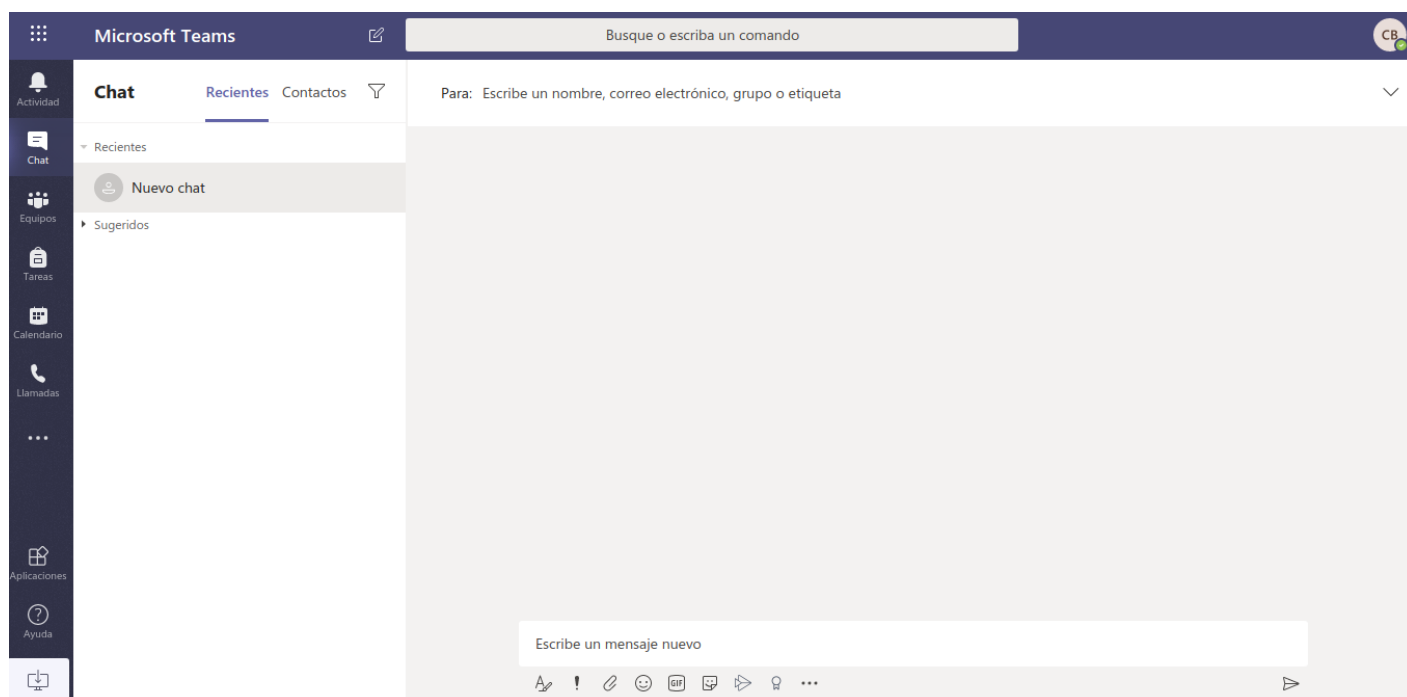 Microsoft Teams
Busque o escriba un comando
CB
Actividad
Chat
Equipos
Tareas
Calendario
Llamadas
Aplicaciones
Ayuda
Chat
Recientes Contactos
Recientes
Nuevo chat
Sugeridos
Para: Escribe un nombre, correo electrónico, grupo o etiqueta
Escribe un mensaje nuevo
GIF